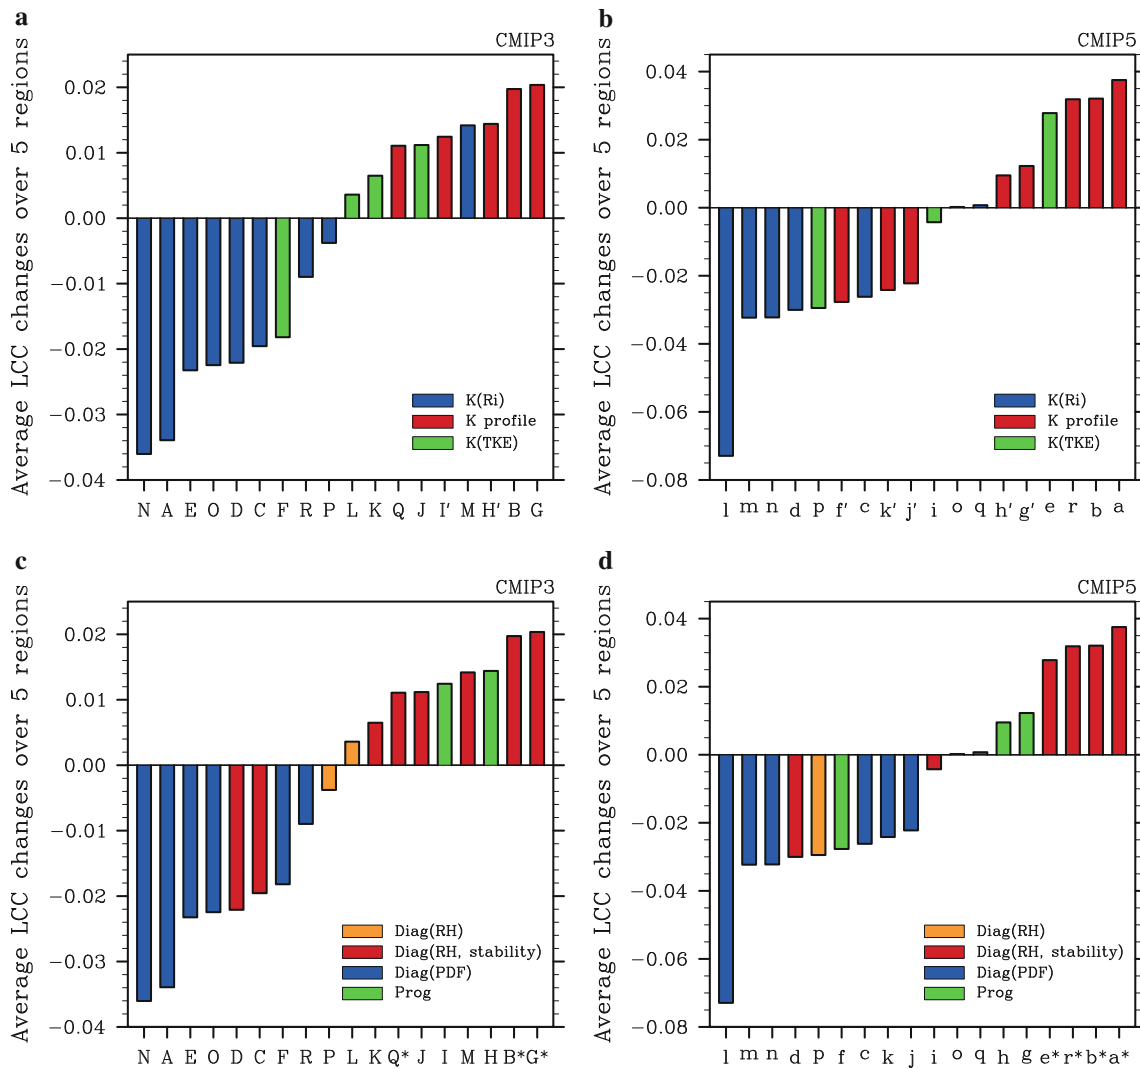 a
CMIP3
Average LCC changes over 5 regions
0.02
0.01
0.00
−0.01
−0.02
−0.03
−0.04
K(Ri)
K profile
K(TKE)
N A E O D C F R P L K Q J I' M H' B G
b
CMIP5
Average LCC changes over 5 regions
0.04
0.02
0.00
−0.02
−0.04
−0.06
−0.08
K(Ri)
K profile
K(TKE)
l m n d p f' c k' j' i o q h' g' e r b a
c
CMIP3
Average LCC changes over 5 regions
0.02
0.01
0.00
−0.01
−0.02
−0.03
−0.04
Diag(RH)
Diag(RH, stability)
Diag(PDF)
Prog
N A E O D C F R P L K Q* J I M H B* G*
d
CMIP5
Average LCC changes over 5 regions
0.04
0.02
0.00
−0.02
−0.04
−0.06
−0.08
Diag(RH)
Diag(RH, stability)
Diag(PDF)
Prog
l m n d p f c k j i o q h g e* r* b* a*